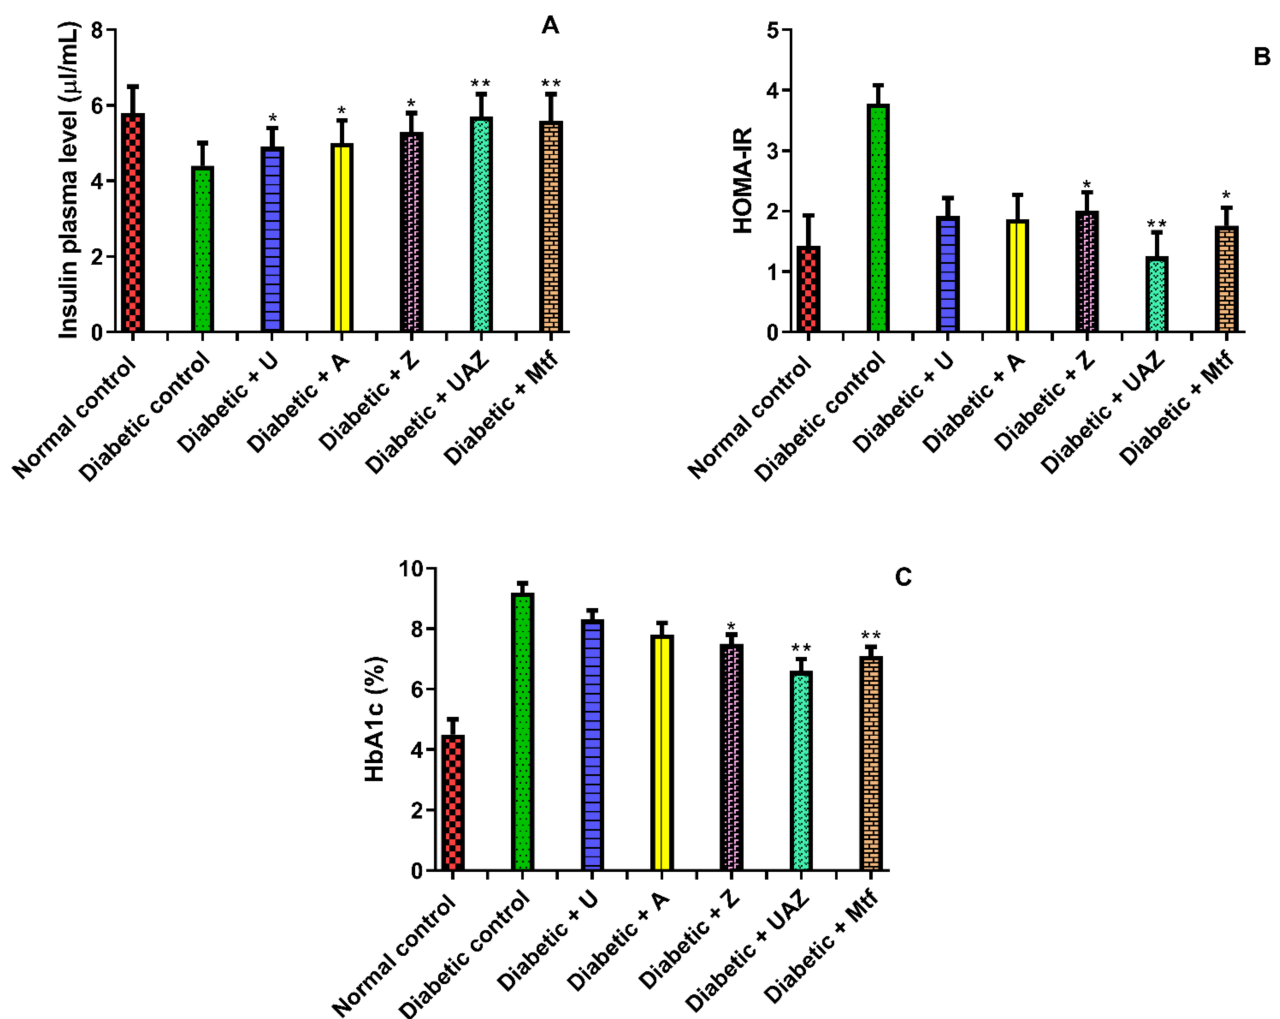 A
Insulin plasma level (µl/mL)
8
6
4
2
0
* * * ** **
Normal control
Diabetic control
Diabetic + U
Diabetic + A
Diabetic + Z
Diabetic + UAZ
Diabetic + Mtf
B
HOMA-IR
5
4
3
2
1
0
* ** *
Normal control
Diabetic control
Diabetic + U
Diabetic + A
Diabetic + Z
Diabetic + UAZ
Diabetic + Mtf
C
HbA1c (%)
10
8
6
4
2
0
* ** **
Normal control
Diabetic control
Diabetic + U
Diabetic + A
Diabetic + Z
Diabetic + UAZ
Diabetic + Mtf